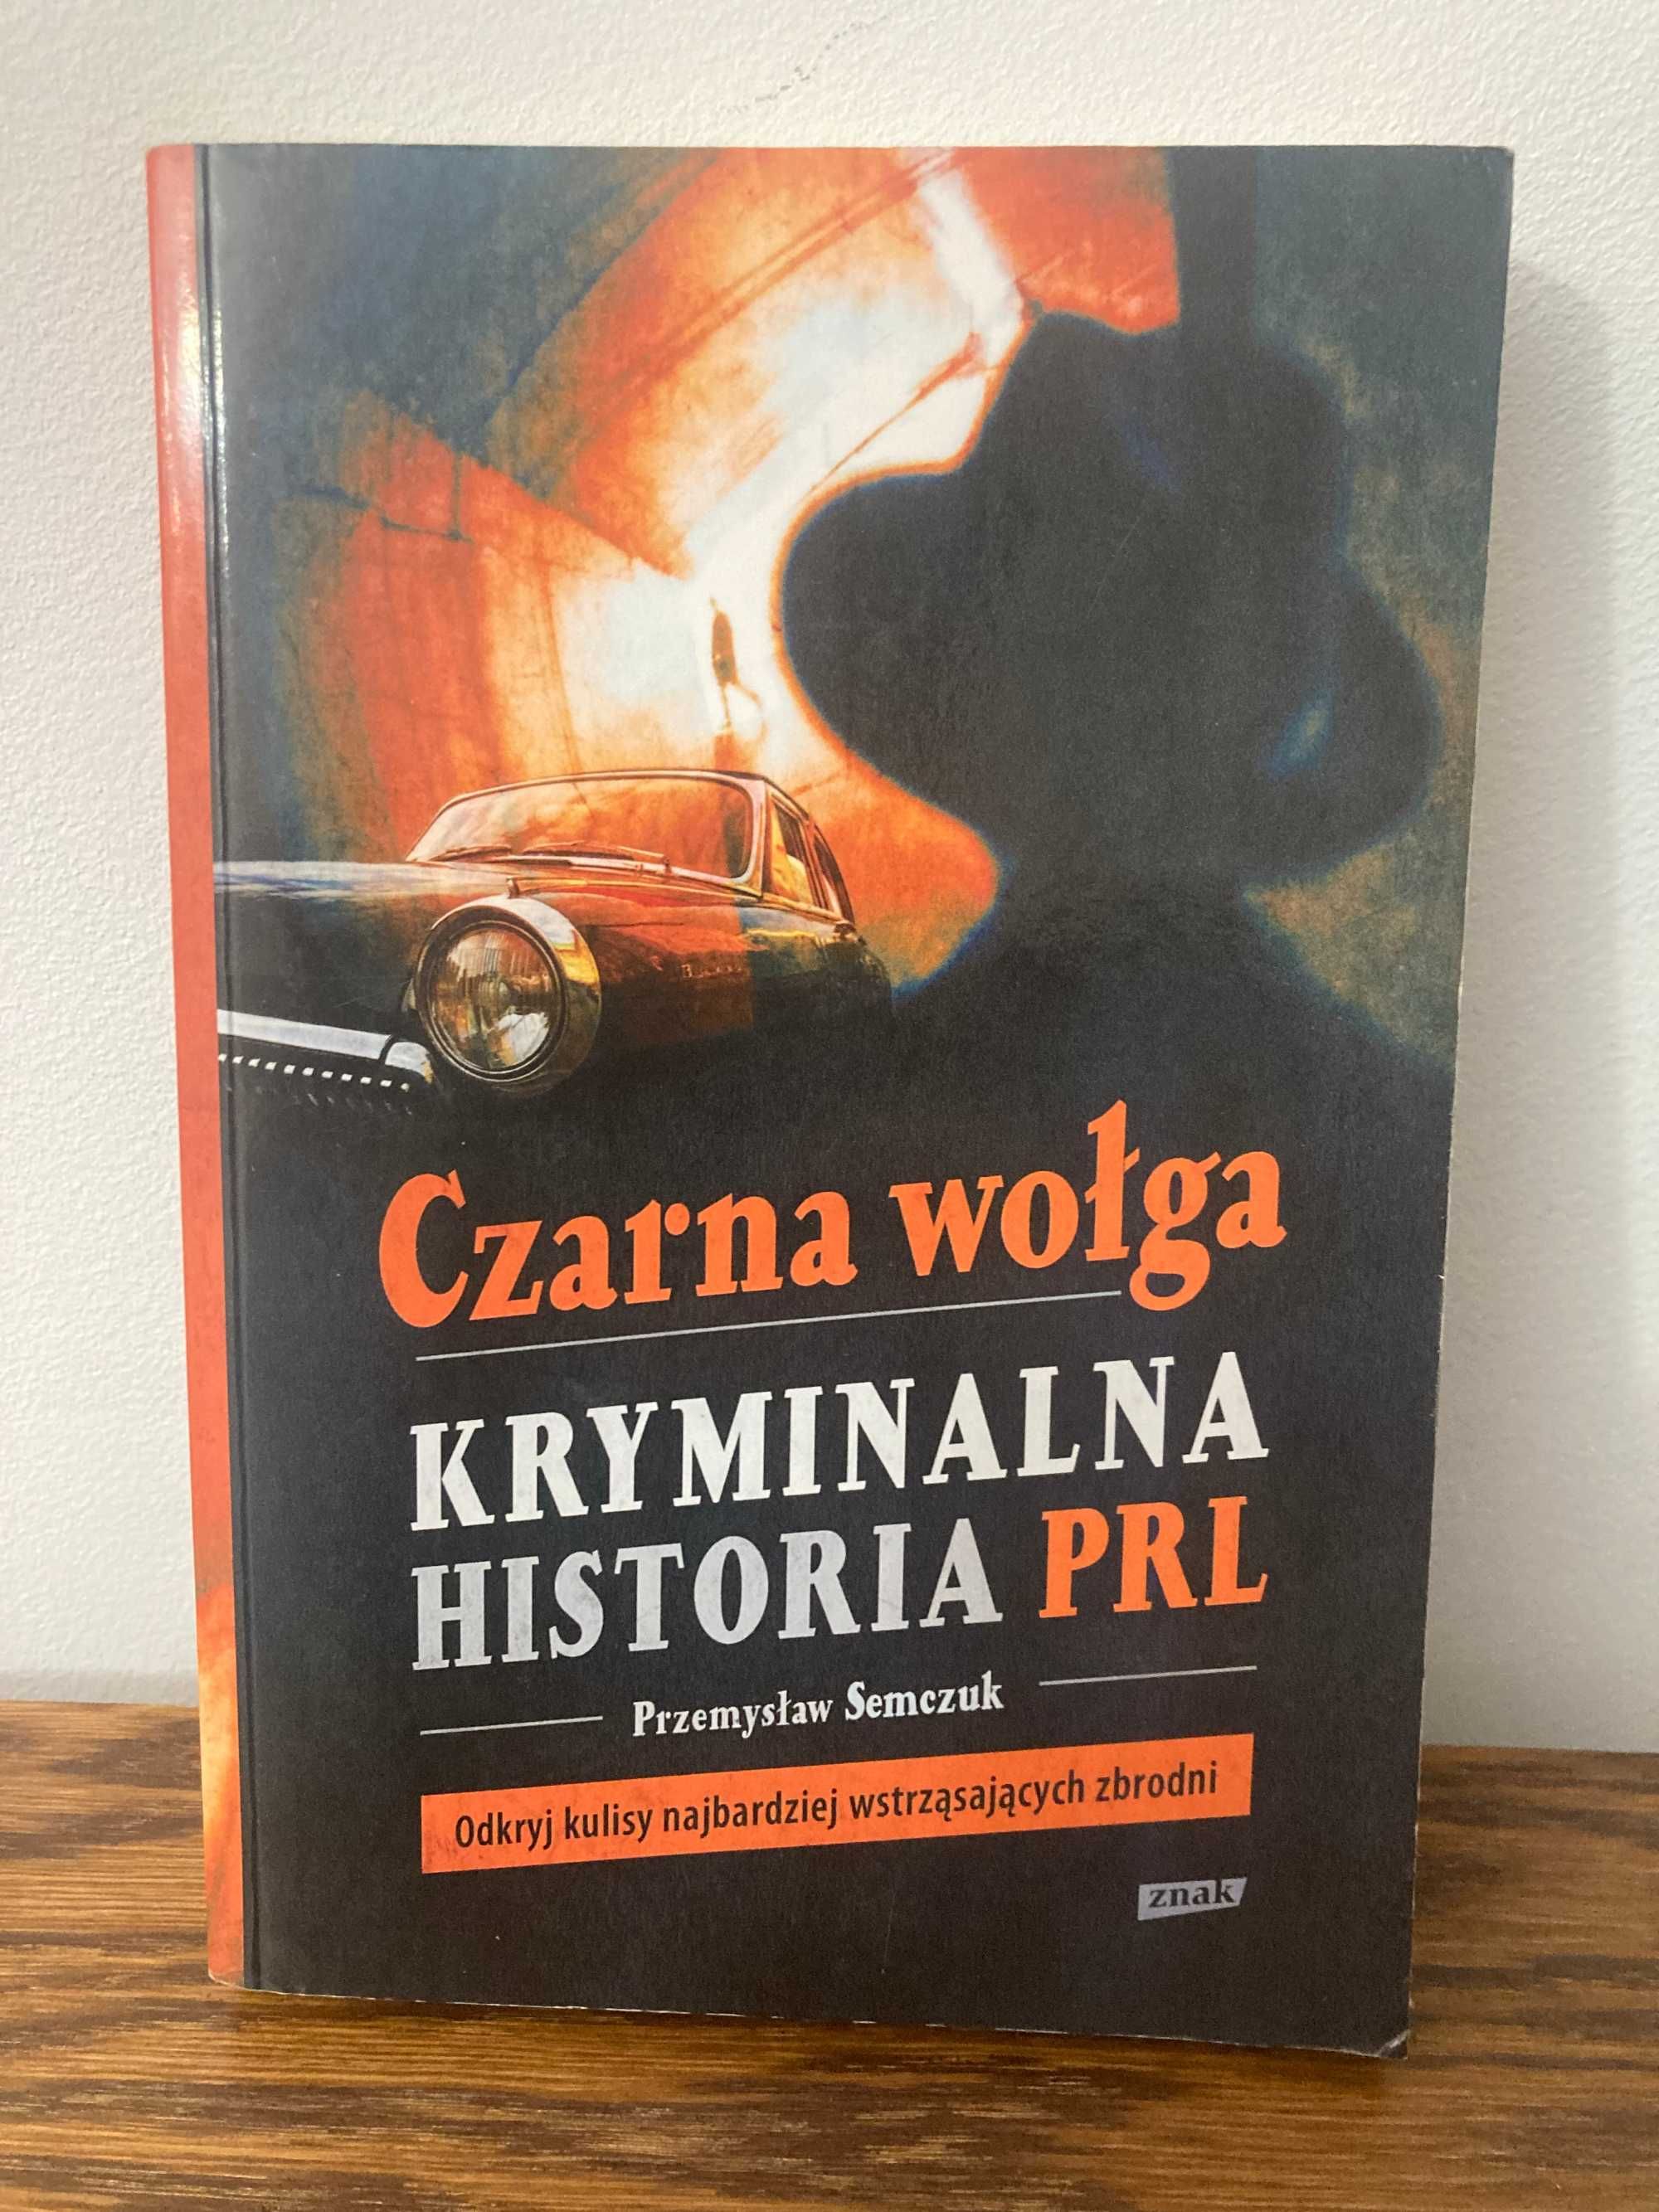 Czarna wołga
KRYMINALNA
HISTORIA PRL
Przemysław Semczuk
Odkryj kulisy najbardziej wstrząsających zbrodni
znak